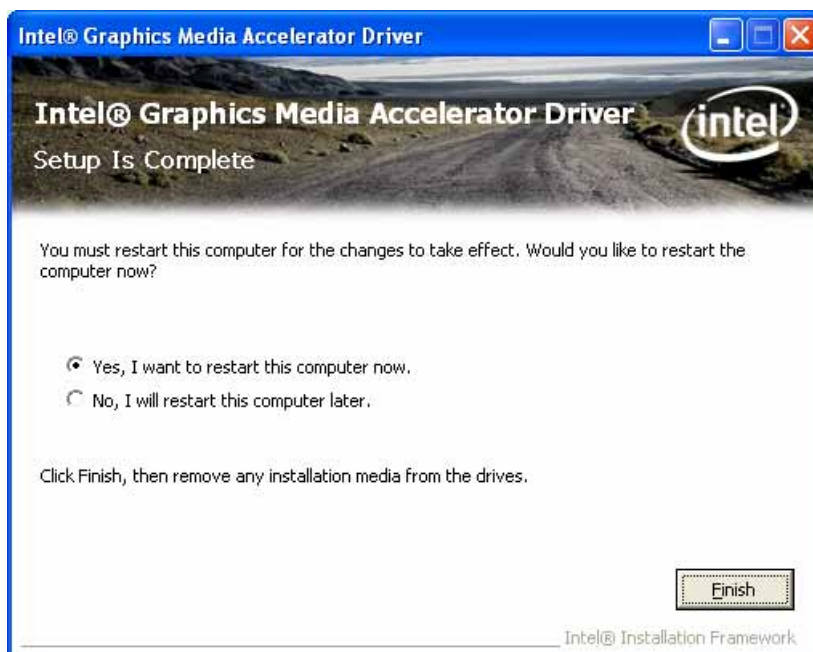 Intel® Graphics Media Accelerator Driver
Intel® Graphics Media Accelerator Driver
intel
Setup Is Complete
You must restart this computer for the changes to take effect. Would you like to restart the
computer now?
Yes, I want to restart this computer now.
No, I will restart this computer later.
Click Finish, then remove any installation media from the drives.
Finish
Intel® Installation Framework